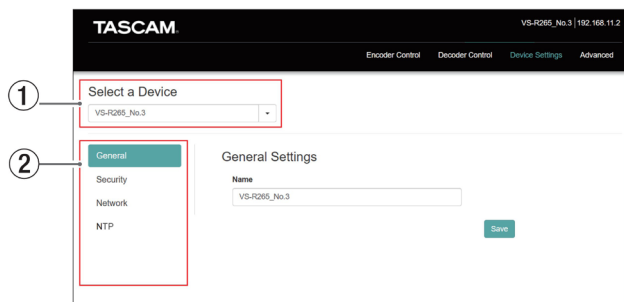 TASCAM
VS-R265_No.3 | 192.168.11.2
Encoder Control Decoder Control Device Settings Advanced
1 Select a Device
VS-R265_No.3
2 General
Security
Network
NTP
General Settings
Name
VS-R265_No.3
Save